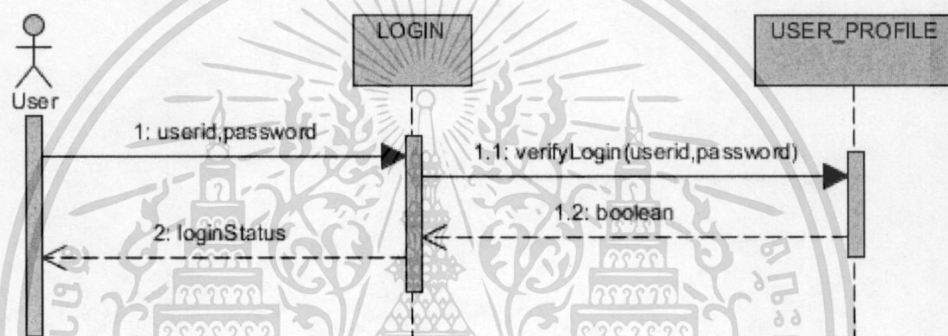 LOGIN
USER_PROFILE
User
1: userid,password
1.1: verifyLogin(userid,password)
1.2: boolean
2: loginStatus